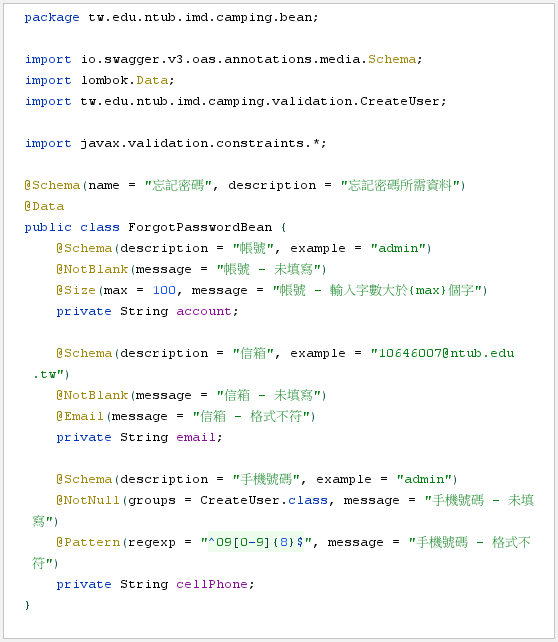 package tw.edu.ntub.imd.camping.bean;
import io.swagger.v3.oas.annotations.media.Schema;
import lombok.Data;
import tw.edu.ntub.imd.camping.validation.CreateUser;
import javax.validation.constraints.*;
@Schema(name = "忘記密碼", description = "忘記密碼所需資料")
@Data
public class ForgotPasswordBean {
@Schema(description = "帳號", example = "admin")
@NotBlank(message = "帳號 - 未填寫")
@Size(max = 100, message = "帳號 - 輸入字數大於{max}個字")
private String account;
@Schema(description = "信箱", example = "10646007@ntub.edu
.tw")
@NotBlank(message = "信箱 - 未填寫")
@Email(message = "信箱 - 格式不符")
private String email;
@Schema(description = "手機號碼", example = "admin")
@NotNull(groups = CreateUser.class, message = "手機號碼 - 未填
寫")
@Pattern(regexp = "^09[0-9]{8}$", message = "手機號碼 - 格式不
符")
private String cellPhone;
}